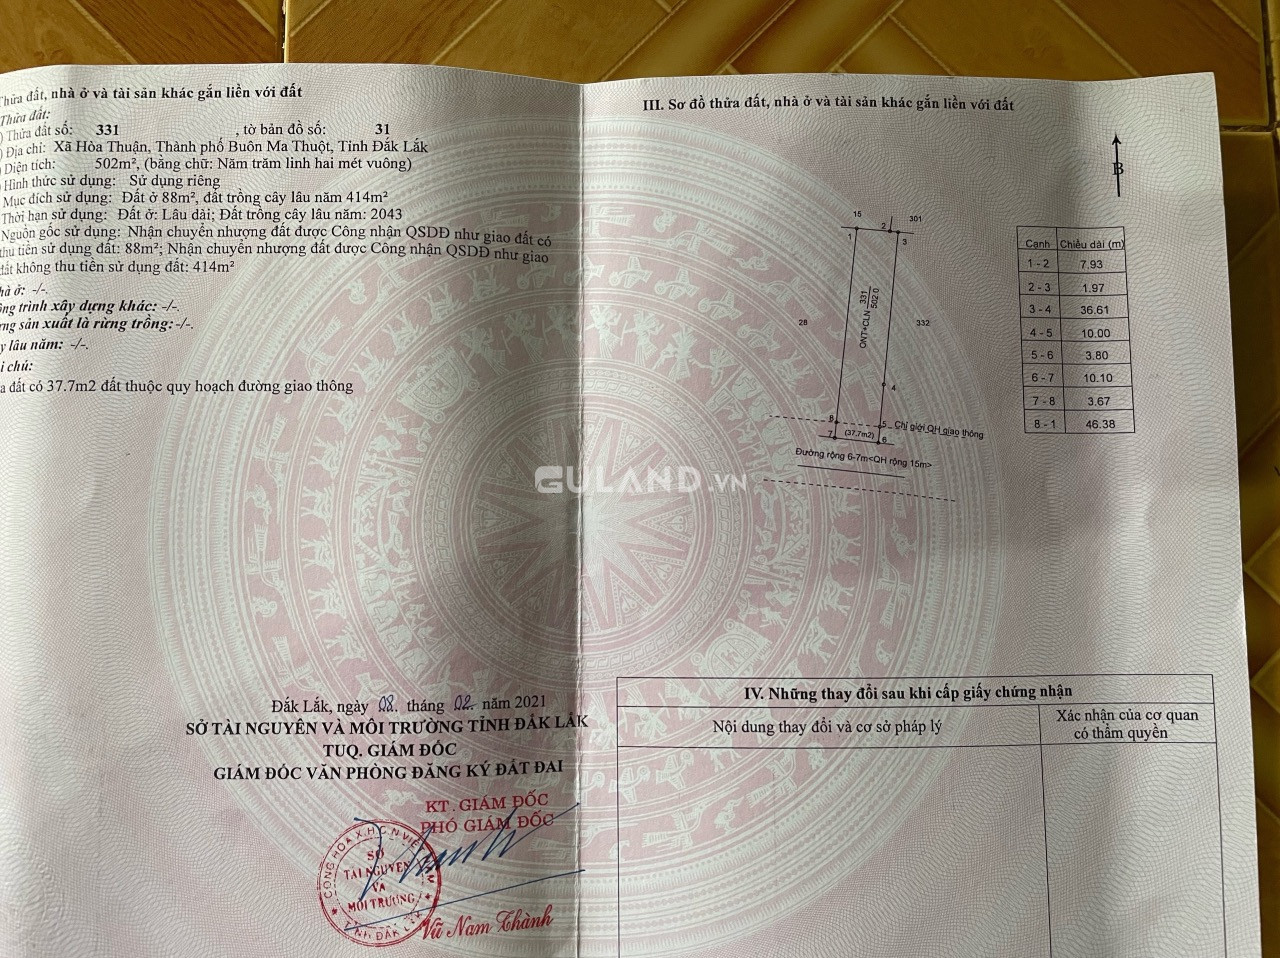 Thửa đất, nhà ở và tài sản khác gắn liền với đất
Thửa đất:
) Thửa đất số: 331 , tờ bản đồ số: 31
) Địa chỉ: Xã Hòa Thuận, Thành phố Buôn Ma Thuột, Tỉnh Đắk Lắk
) Diện tích: 502m², (bằng chữ: Năm trăm linh hai mét vuông)
Hình thức sử dụng: Sử dụng riêng
Mục đích sử dụng: Đất ở 88m², đất trồng cây lâu năm 414m²
Thời hạn sử dụng: Đất ở: Lâu dài; Đất trồng cây lâu năm: 2043
Nguồn gốc sử dụng: Nhận chuyển nhượng đất được Công nhận QSDĐ như giao đất có
thu tiền sử dụng đất: 88m²; Nhận chuyển nhượng đất được Công nhận QSDĐ như giao
đất không thu tiền sử dụng đất: 414m²
hà ở: -/-.
ông trình xây dựng khác: -/-.
ừng sản xuất là rừng trồng:-/-.
y lâu năm: -/-.
i chú:
a đất có 37.7m2 đất thuộc quy hoạch đường giao thông
Đắk Lắk, ngày 08 tháng 02 năm 2021
SỞ TÀI NGUYÊN VÀ MÔI TRƯỜNG TỈNH ĐẮK LẮK
TUQ. GIÁM ĐỐC
GIÁM ĐỐC VĂN PHÒNG ĐĂNG KÝ ĐẤT ĐAI
KT. GIÁM ĐỐC
PHÓ GIÁM ĐỐC
CỘNG HÒA X.H.C.N VIỆT NAM
SỞ
TÀI NGUYÊN
VÀ
MÔI TRƯỜNG
TỈNH ĐẮK LẮK
Vũ Nam Thành
III. Sơ đồ thửa đất, nhà ở và tài sản khác gắn liền với đất
B
15
301
1
2
3
28
ONT+CLN 331
502.0
332
4
8
5
Chỉ giới QH giao thông
7
(37,7m2)
6
Đường rộng 6-7m<QH rộng 15m>
Cạnh Chiều dài (m)
1 - 2 7.93
2 - 3 1.97
3 - 4 36.61
4 - 5 10.00
5 - 6 3.80
6 - 7 10.10
7 - 8 3.67
8 - 1 46.38
GULAND.VN
IV. Những thay đổi sau khi cấp giấy chứng nhận
Nội dung thay đổi và cơ sở pháp lý
Xác nhận của cơ quan
có thẩm quyền